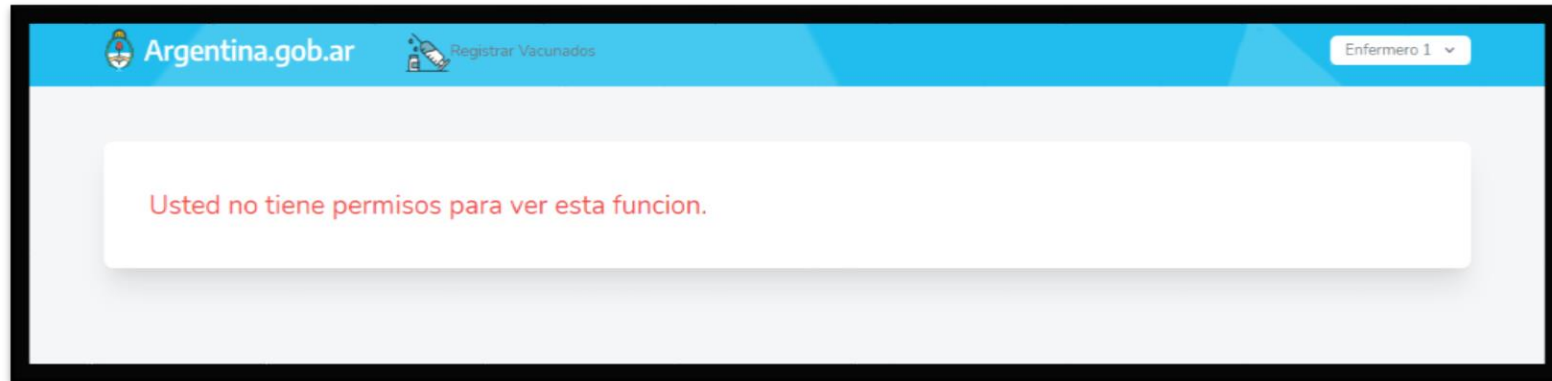 Argentina.gob.ar
Registrar Vacunados
Enfermero 1
Usted no tiene permisos para ver esta funcion.